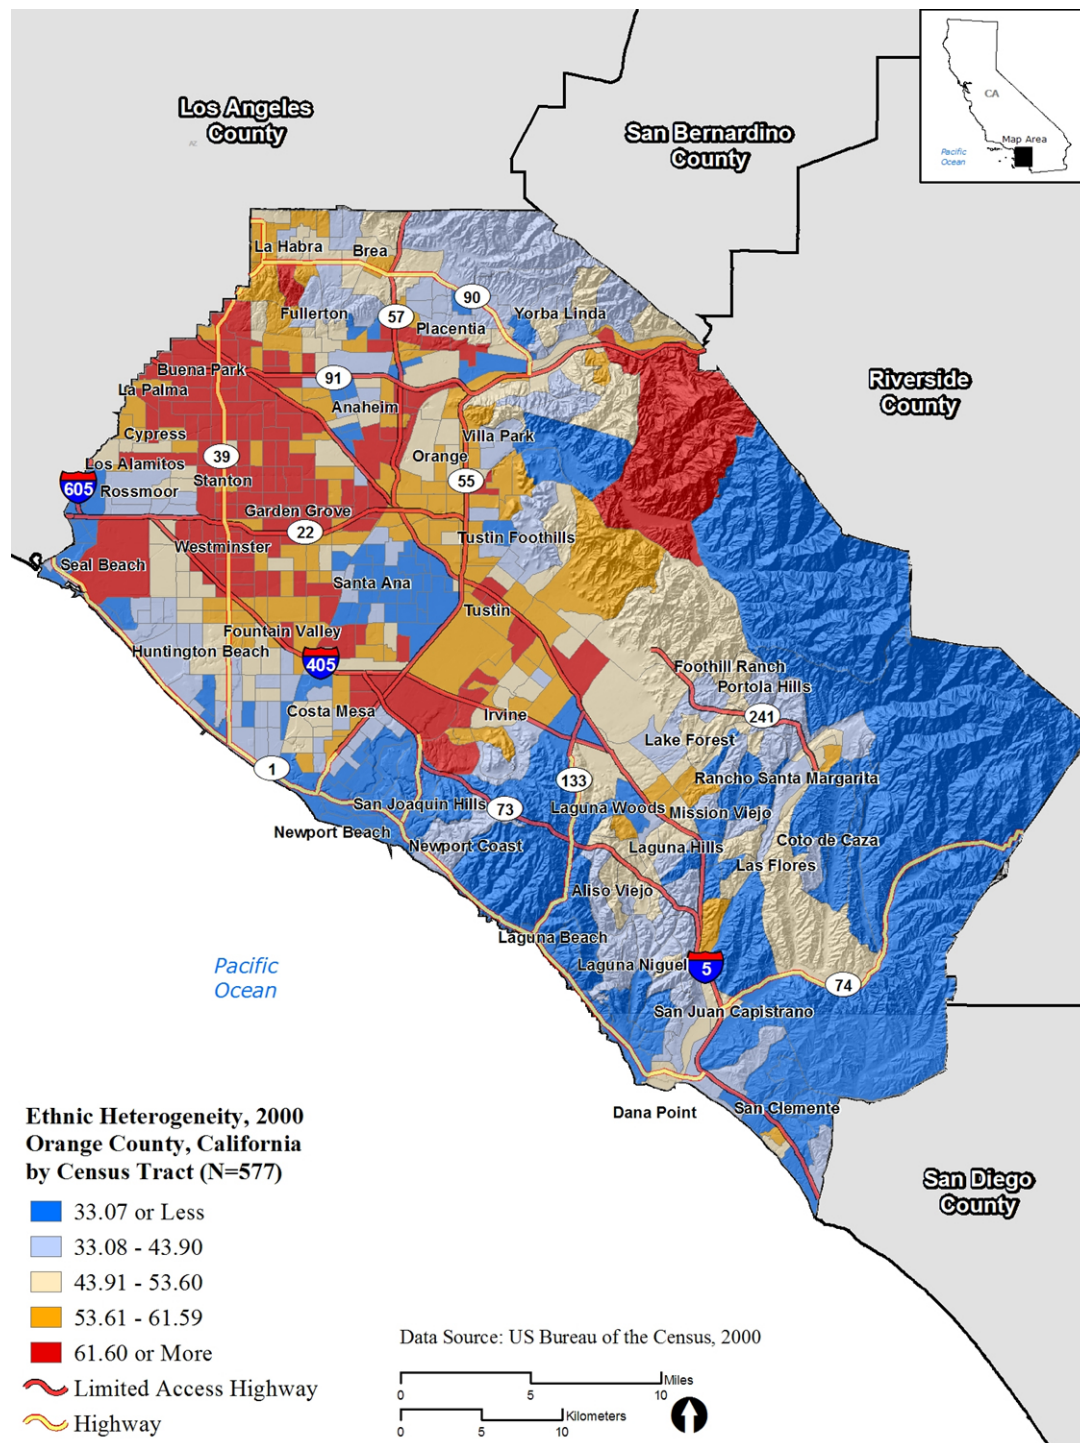 Los Angeles
County
San Bernardino
County
CA
Map Area
Pacific
Ocean
La Habra
Brea
90
Fullerton
57
Placentia
Yorba Linda
Buena Park
91
La Palma
Riverside
County
Anaheim
Cypress
Villa Park
39
Orange
Los Alamitos
55
605
Rossmoor
Stanton
Garden Grove
22
Westminster
Tustin Foothills
Seal Beach
Santa Ana
Tustin
Fountain Valley
Huntington Beach
405
Foothill Ranch
Portola Hills
Costa Mesa
Irvine
241
Lake Forest
1
133
Rancho Santa Margarita
San Joaquin Hills
73
Laguna Woods
Mission Viejo
Newport Beach
Newport Coast
Laguna Hills
Coto de Caza
Las Flores
Aliso Viejo
Laguna Beach
Pacific
Ocean
Laguna Niguel
5
74
San Juan Capistrano
Dana Point
San Clemente
San Diego
County
Ethnic Heterogeneity, 2000
Orange County, California
by Census Tract (N=577)
33.07 or Less
33.08 - 43.90
43.91 - 53.60
53.61 - 61.59
61.60 or More
Limited Access Highway
Highway
Data Source: US Bureau of the Census, 2000
Miles
0 5 10
Kilometers
0 5 10